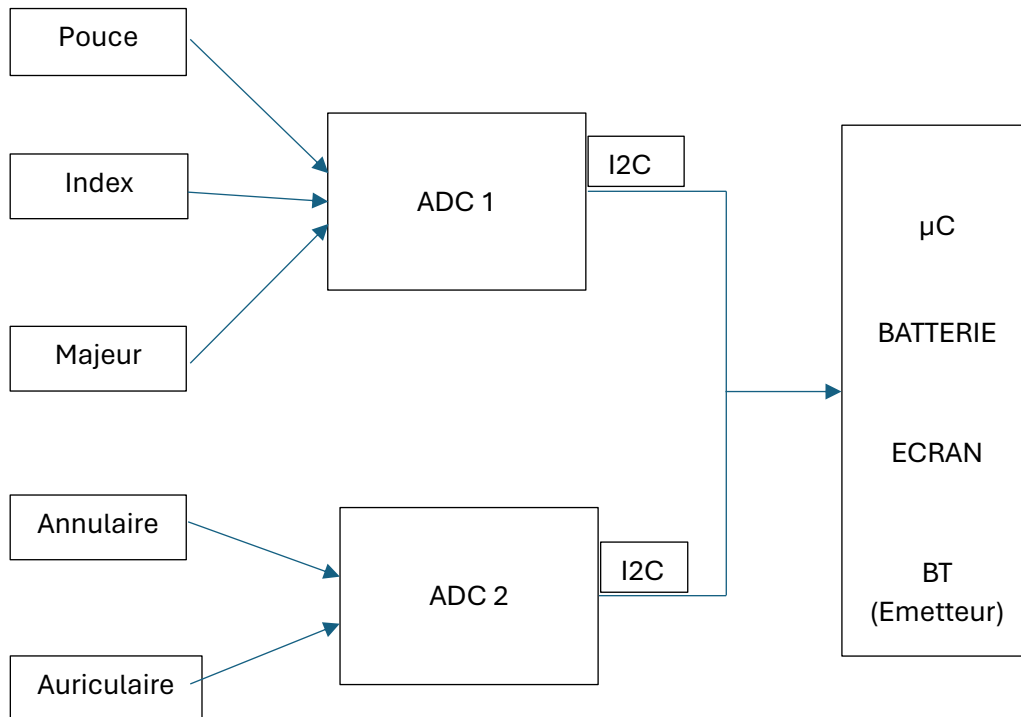 Pouce
Index
Majeur
Annulaire
Auriculaire
ADC 1
I2C
ADC 2
I2C
µC
BATTERIE
ECRAN
BT
(Emetteur)